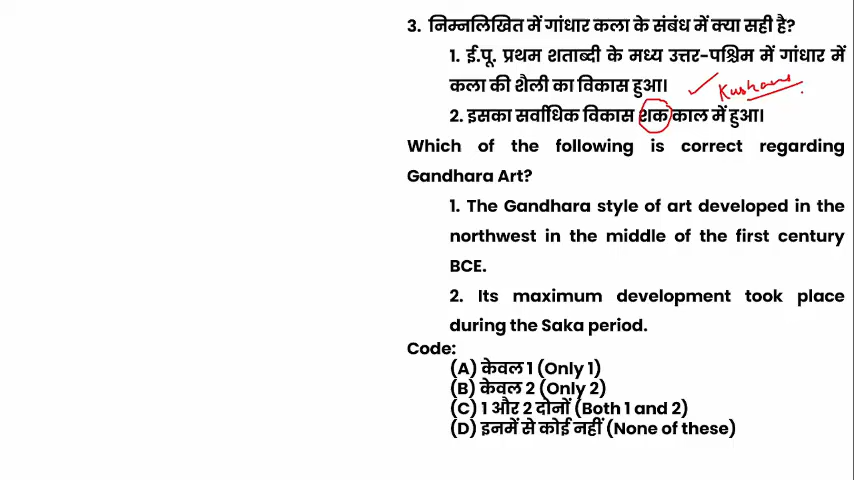 3. निम्नलिखित में गांधार कला के संबंध में क्या सही है?
1. ई.पू. प्रथम शताब्दी के मध्य उत्तर-पश्चिम में गांधार में
कला की शैली का विकास हुआ।
Kushans
2. इसका सर्वाधिक विकास शक काल में हुआ।
Which of the following is correct regarding
Gandhara Art?
1. The Gandhara style of art developed in the
northwest in the middle of the first century
BCE.
2. Its maximum development took place
during the Saka period.
Code:
(A) केवल 1 (Only 1)
(B) केवल 2 (Only 2)
(C) 1 और 2 दोनों (Both 1 and 2)
(D) इनमें से कोई नहीं (None of these)